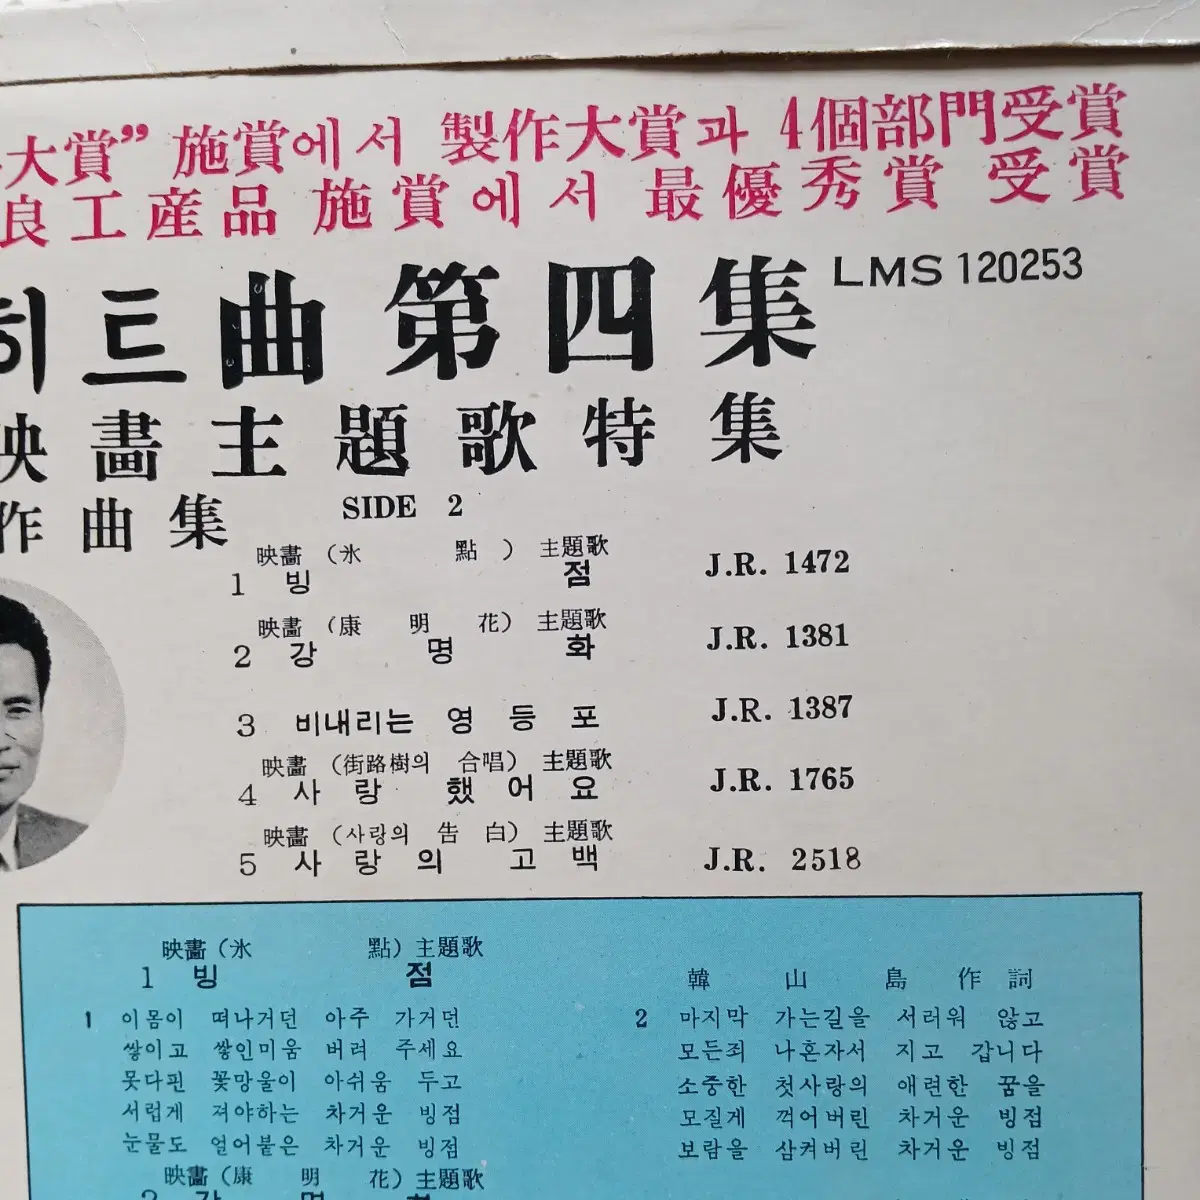 大賞” 施賞에서 製作大賞과 4個部門受賞
良工産品 施賞에서 最優秀賞 受賞
히트曲第四集 LMS 120253
映畵主題歌特集
作曲集 SIDE 2
映畵 (氷點) 主題歌
1 빙점 J.R. 1472
映畵 (康明花) 主題歌
2 강명화 J.R. 1381
3 비내리는 영등포 J.R. 1387
映畵 (街路樹의 合唱) 主題歌
4 사랑 했어요 J.R. 1765
映畵 (사랑의 告白) 主題歌
5 사랑의 고백 J.R. 2518
映畵 (氷點) 主題歌
1 빙점 韓山島 作詞
1 이몸이 떠나거던 아주 가거던
쌓이고 쌓인미움 버려 주세요
못다핀 꽃망울이 아쉬움 두고
서럽게 져야하는 차거운 빙점
눈물도 얼어붙은 차거운 빙점
2 마지막 가는길을 서러워 않고
모든죄 나혼자서 지고 갑니다
소중한 첫사랑의 애련한 꿈을
모질게 꺽어버린 차거운 빙점
보람을 삼켜버린 차거운 빙점
映畵 (康明花) 主題歌